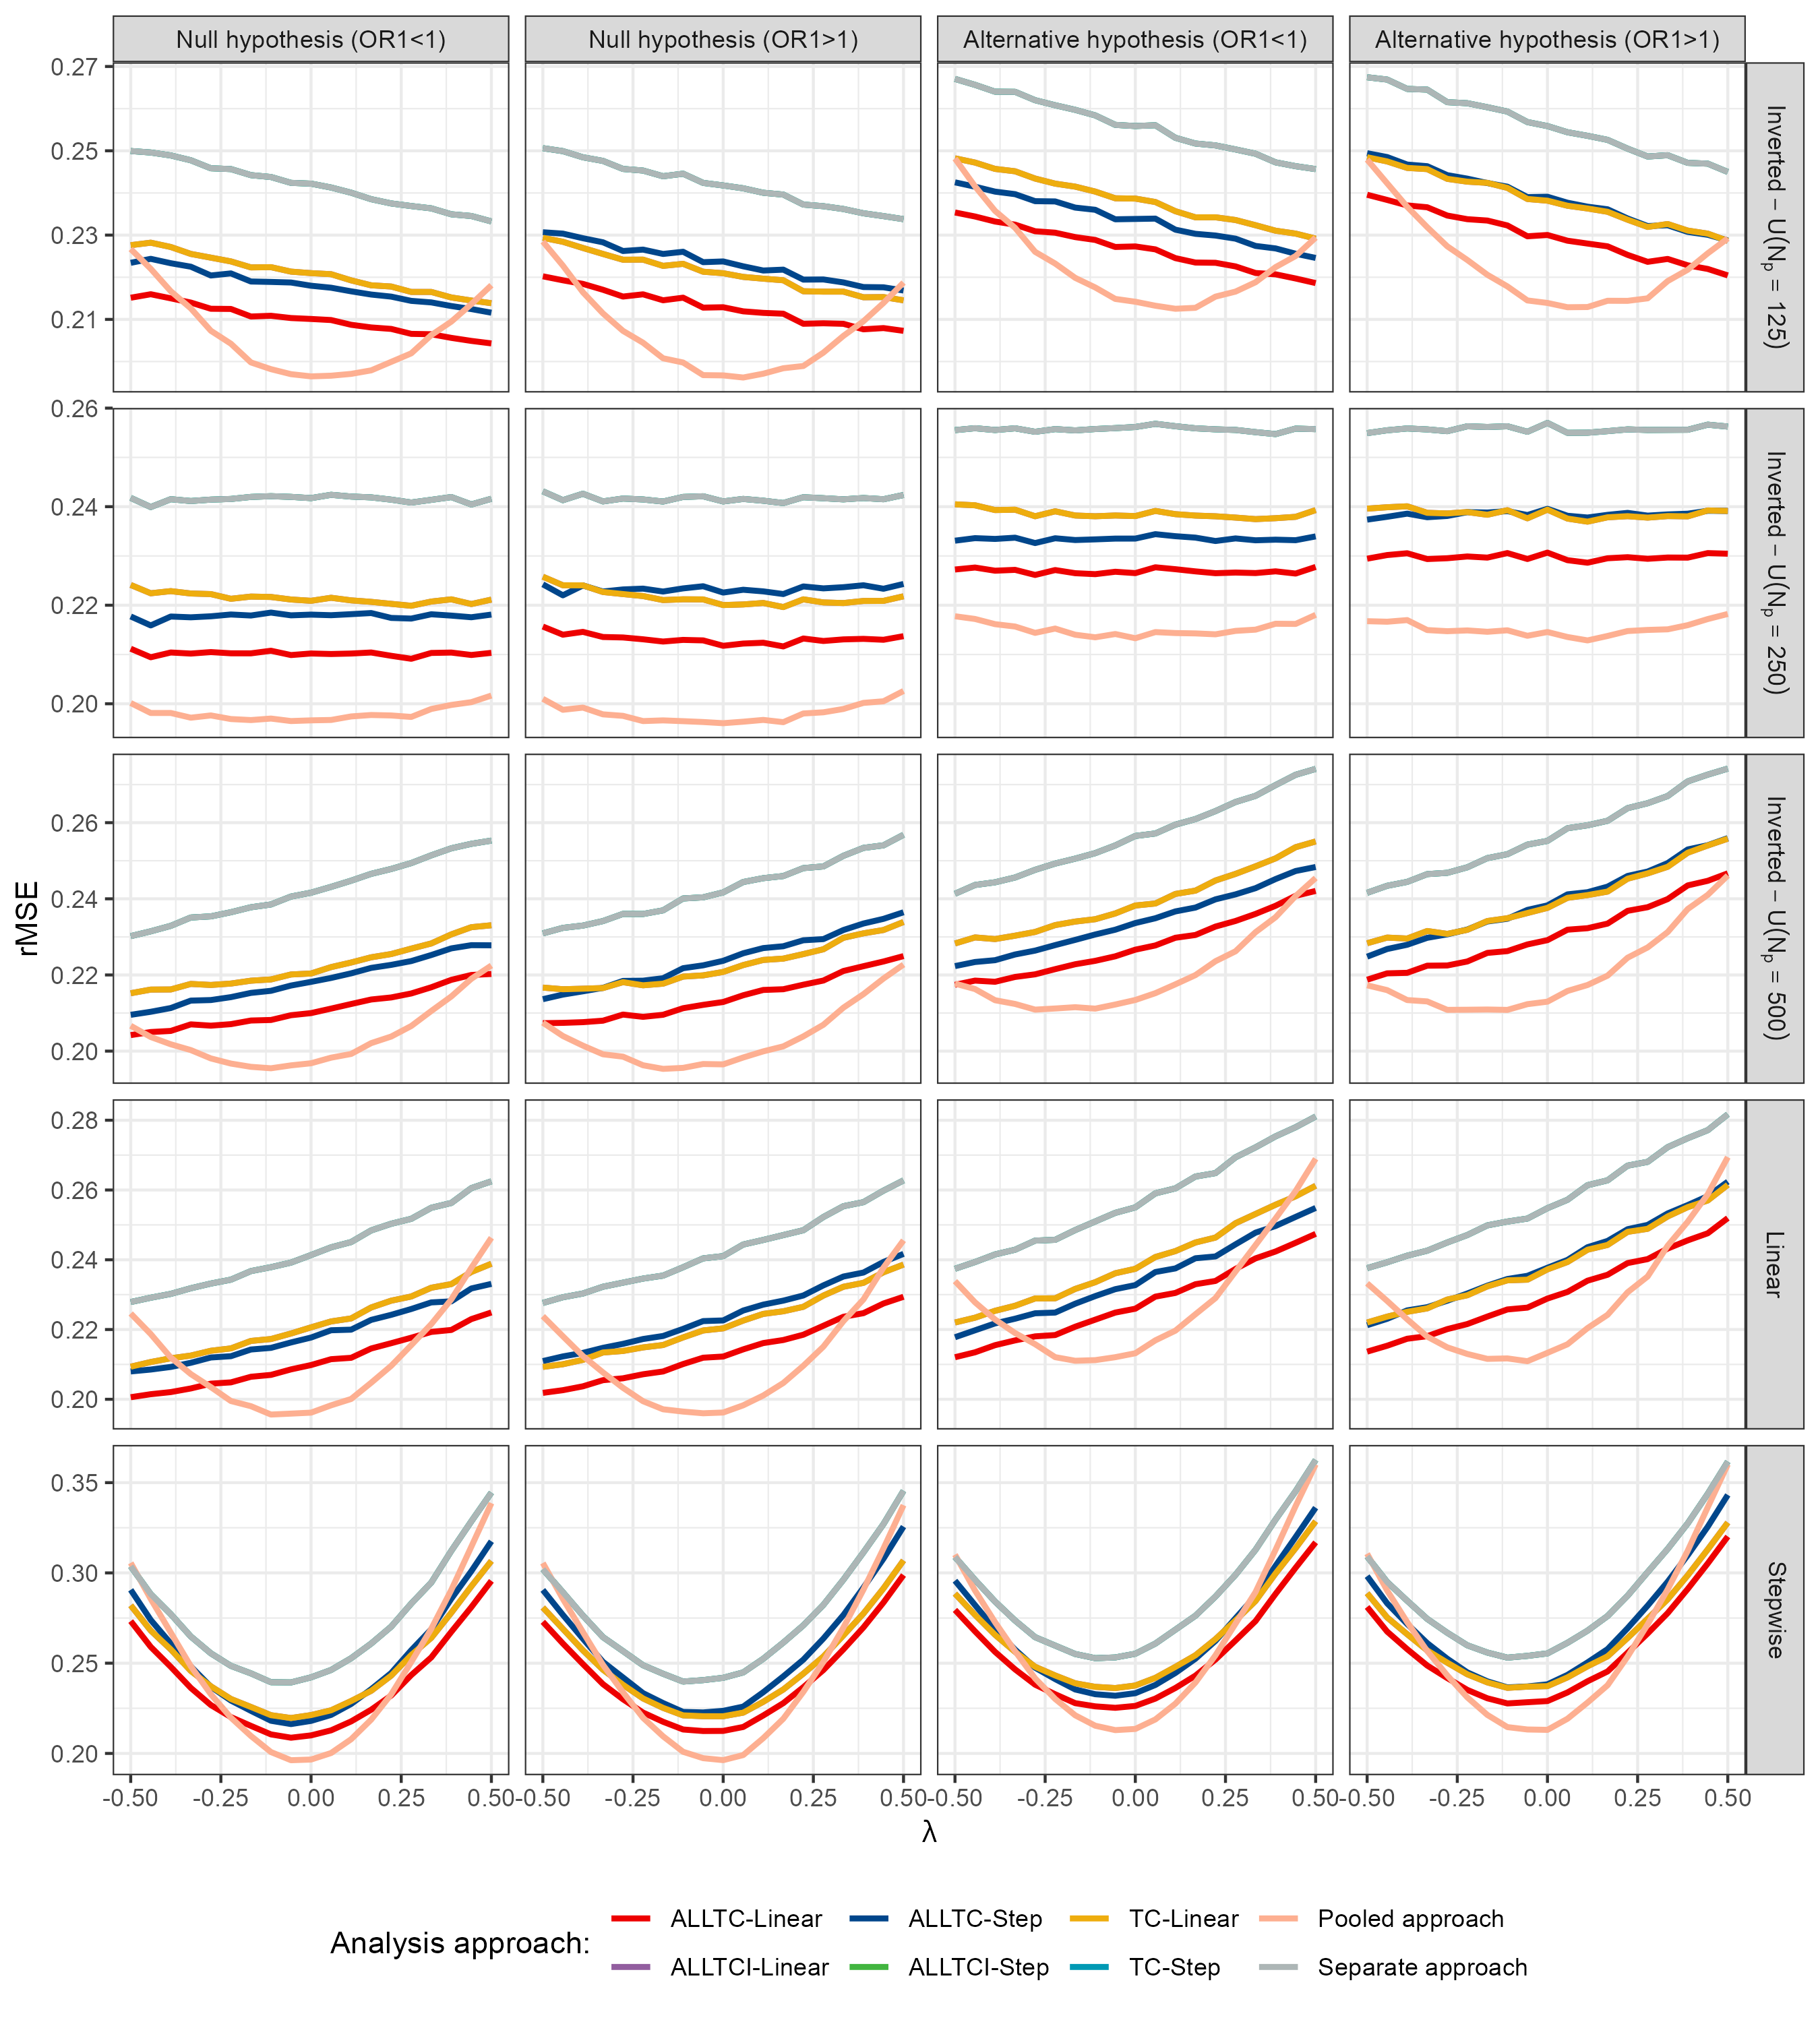 Null hypothesis (OR1<1) Null hypothesis (OR1>1) Alternative hypothesis (OR1<1) Alternative hypothesis (OR1>1)
0.27
0.25
0.23
0.21
Inverted − U(Np = 125)
0.26
0.24
0.22
0.20
Inverted − U(Np = 250)
0.26
0.24
0.22
0.20
Inverted − U(Np = 500)
0.28
0.26
0.24
0.22
0.20
Linear
0.35
0.30
0.25
0.20
Stepwise
rMSE
-0.50 -0.25 0.00 0.25 0.50 -0.50 -0.25 0.00 0.25 0.50 -0.50 -0.25 0.00 0.25 0.50 -0.50 -0.25 0.00 0.25 0.50
λ
Analysis approach:
ALLTC-Linear ALLTC-Step TC-Linear Pooled approach
ALLTCI-Linear ALLTCI-Step TC-Step Separate approach